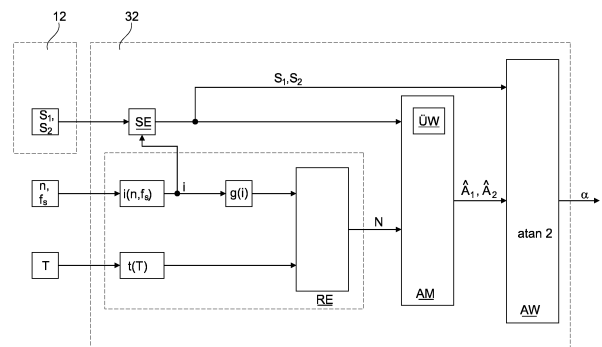 12
32
S₁, S₂
S₁,
S₂
SE
ÜW
n,
fₛ
i(n,fₛ)
i
g(i)
Â₁, Â₂
α
N
atan 2
T
t(T)
RE
AM
AW